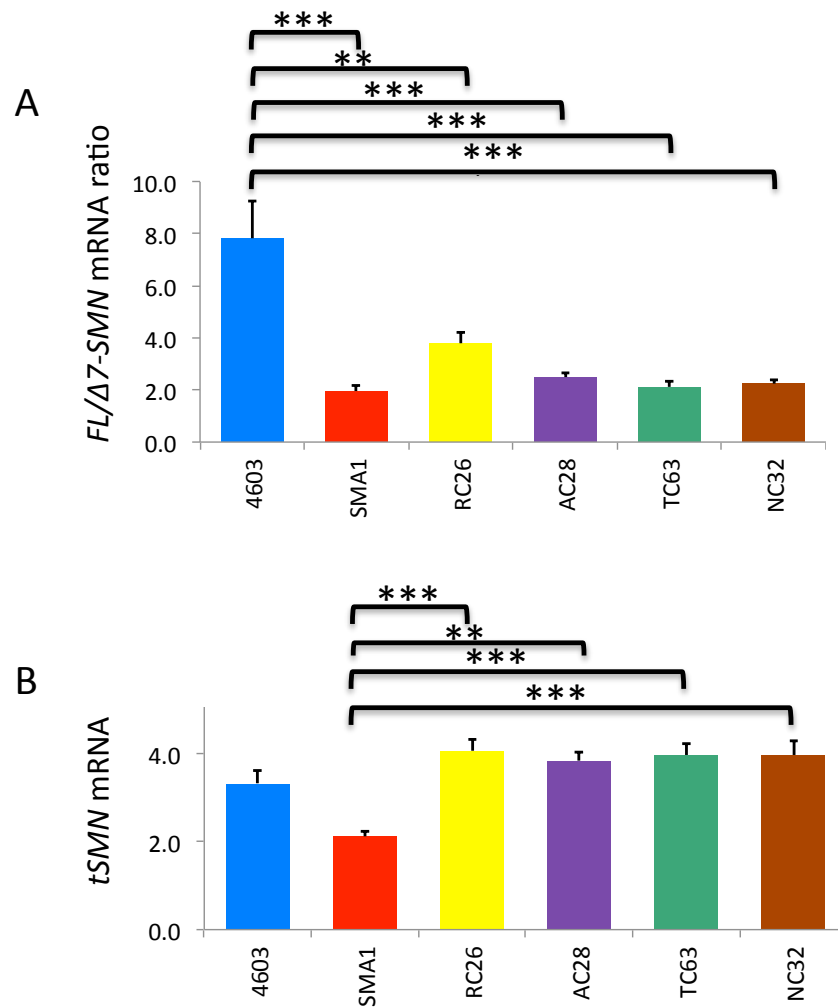 ***
**
A
***
***
***
FL/Δ7-SMN mRNA ratio
10.0
8.0
6.0
4.0
2.0
0.0
4603
SMA1
RC26
AC28
TC63
NC32
***
**
B
***
***
tSMN mRNA
4.0
2.0
0.0
4603
SMA1
RC26
AC28
TC63
NC32